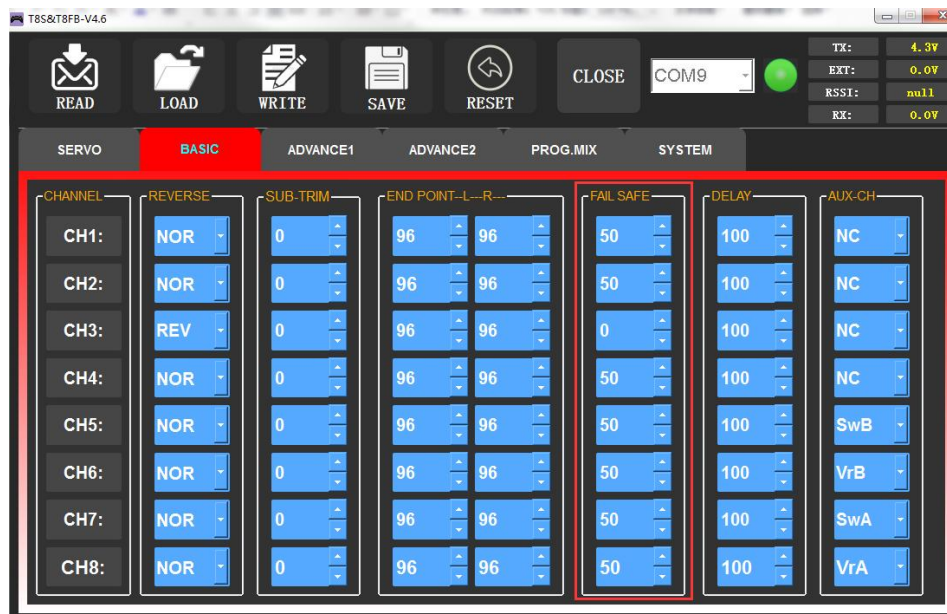 T8S&T8FB-V4.6
READ LOAD WRITE SAVE RESET CLOSE COM9
TX: 4.3V
EXT: 0.0V
RSSI: null
RX: 0.0V
SERVO BASIC ADVANCE1 ADVANCE2 PROG.MIX SYSTEM
CHANNEL REVERSE SUB-TRIM END POINT--L---R--- FAIL SAFE DELAY AUX-CH
CH1: NOR 0 96 96 50 100 NC
CH2: NOR 0 96 96 50 100 NC
CH3: REV 0 96 96 0 100 NC
CH4: NOR 0 96 96 50 100 NC
CH5: NOR 0 96 96 50 100 SwB
CH6: NOR 0 96 96 50 100 VrB
CH7: NOR 0 96 96 50 100 SwA
CH8: NOR 0 96 96 50 100 VrA